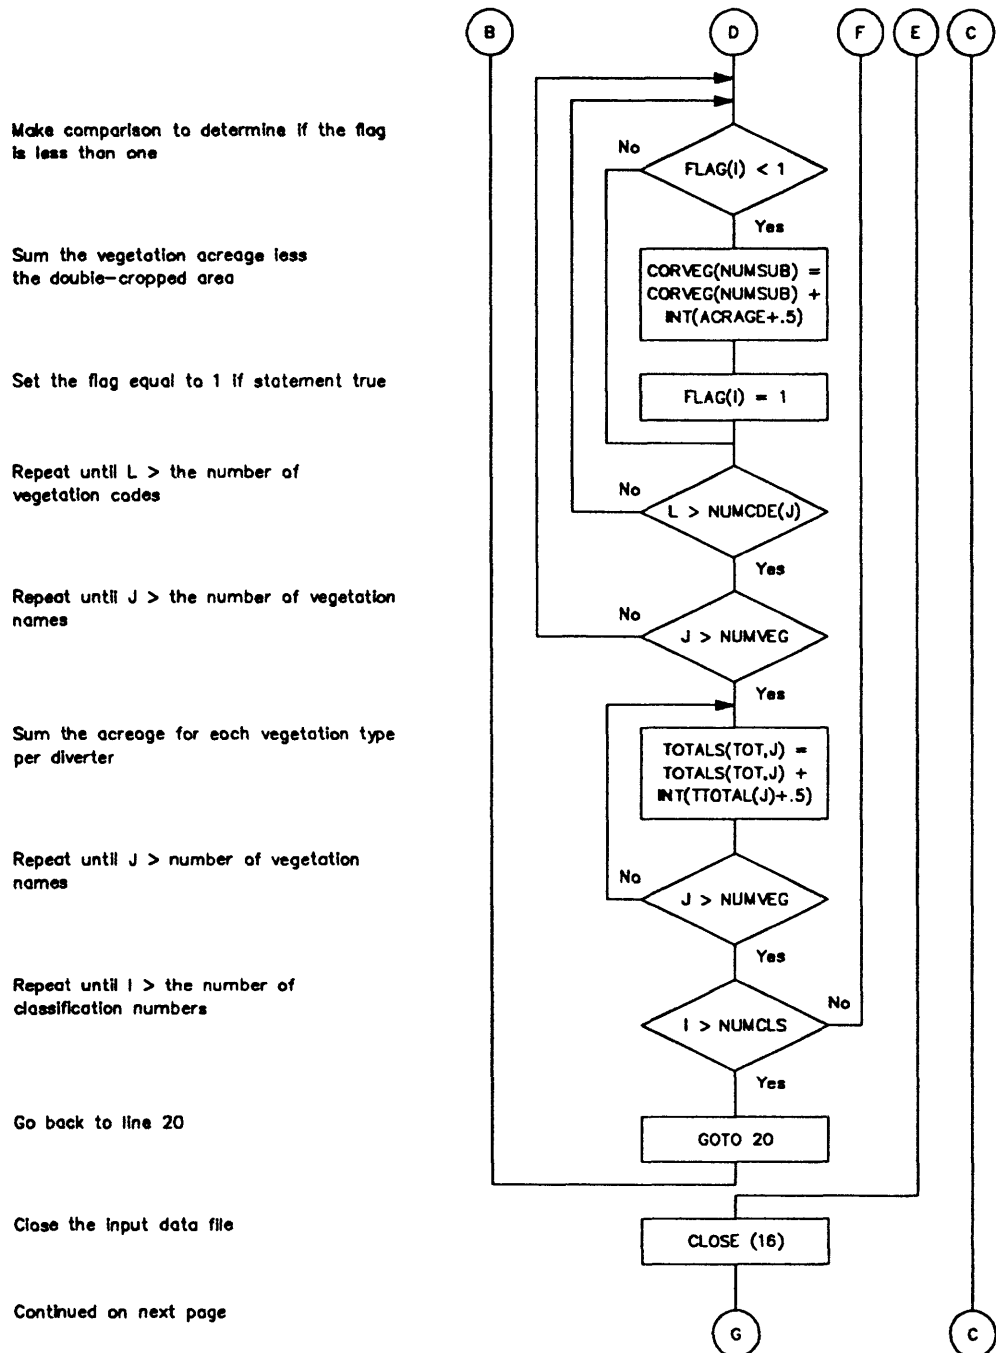 B
D
F
E
C
Make comparison to determine if the flag
is less than one
No
FLAG(I) < 1
Yes
Sum the vegetation acreage less
the double-cropped area
CORVEG(NUMSUB) =
CORVEG(NUMSUB) +
INT(ACRAGE+.5)
Set the flag equal to 1 if statement true
FLAG(I) = 1
Repeat until L > the number of
vegetation codes
No
L > NUMCDE(J)
Yes
Repeat until J > the number of vegetation
names
No
J > NUMVEG
Yes
Sum the acreage for each vegetation type
per diverter
TOTALS(TOT,J) =
TOTALS(TOT,J) +
INT(TTOTAL(J)+.5)
Repeat until J > number of vegetation
names
No
J > NUMVEG
Yes
Repeat until I > the number of
classification numbers
No
I > NUMCLS
Yes
Go back to line 20
GOTO 20
Close the input data file
CLOSE (16)
Continued on next page
G
C